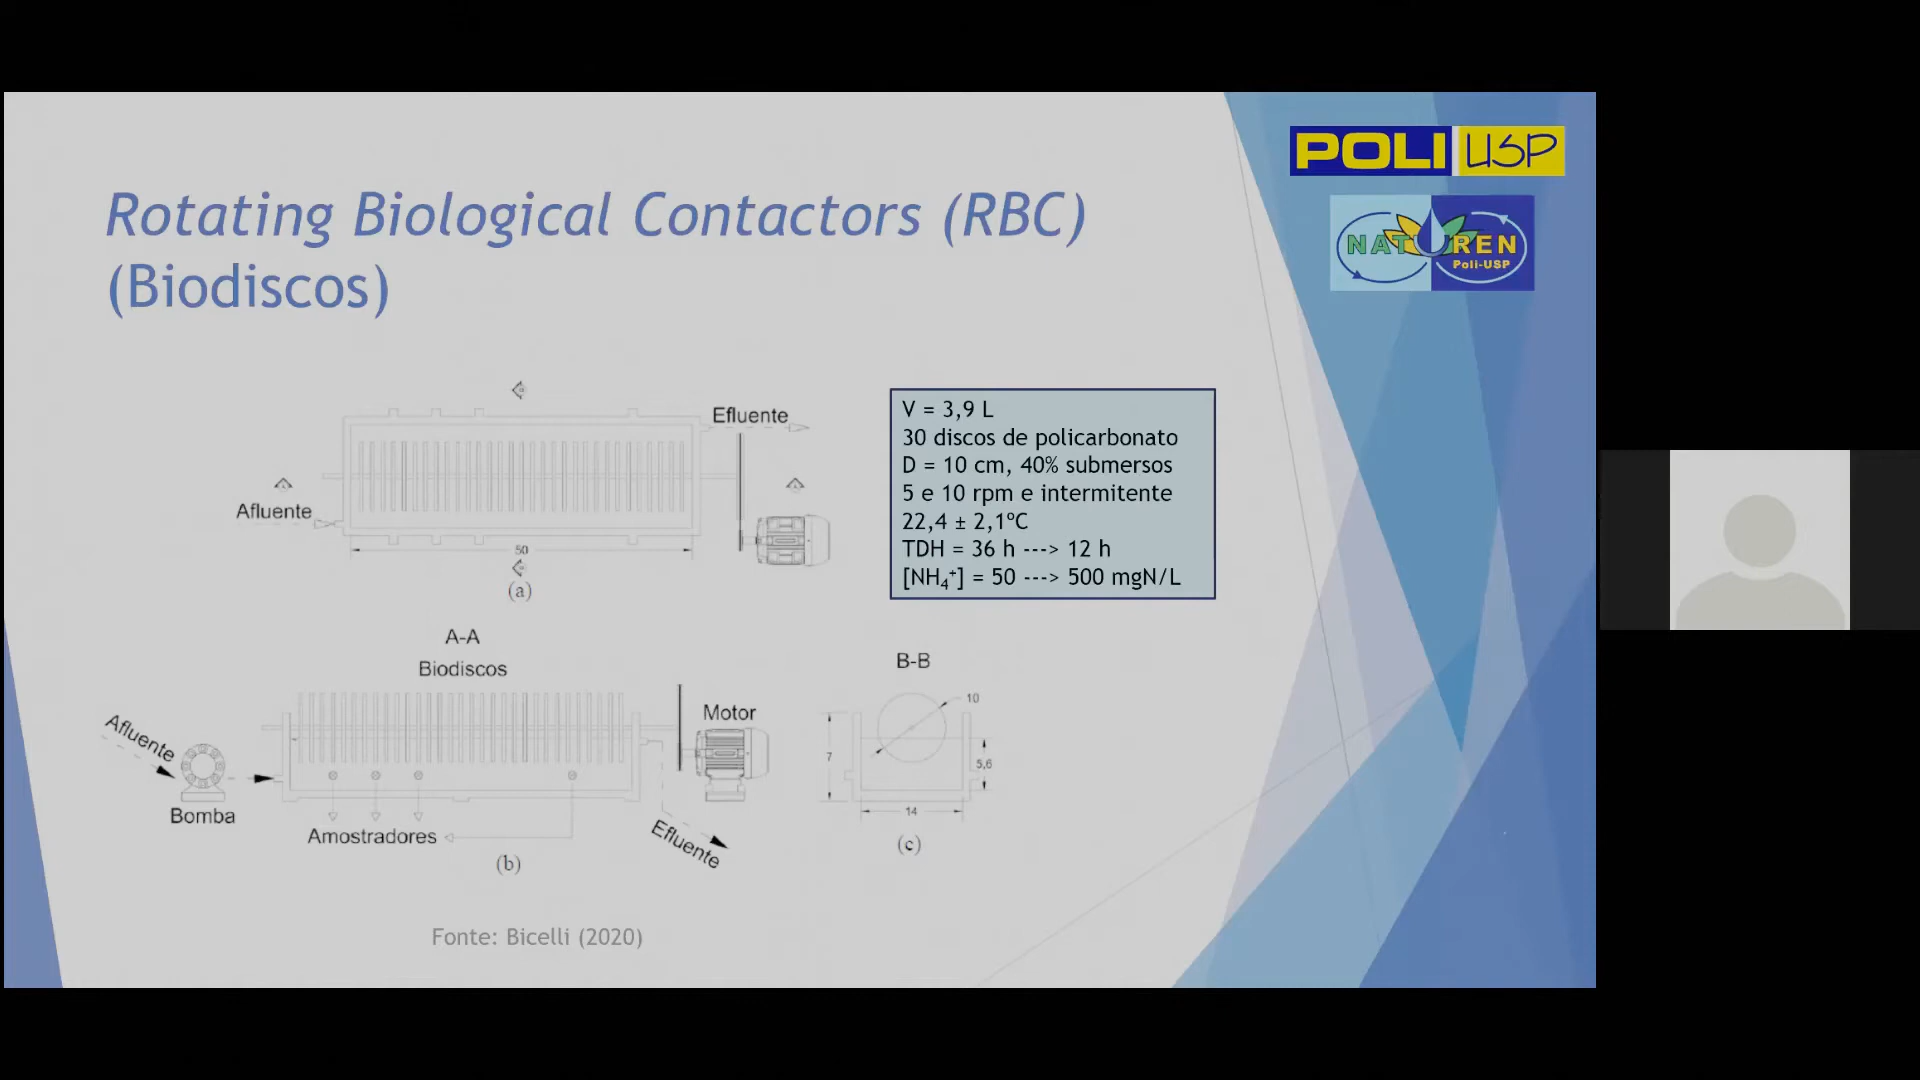 POLI USP
NATUREN
Poli-USP
Rotating Biological Contactors (RBC)
(Biodiscos)
Efluente
Afluente
50
(a)
V = 3,9 L
30 discos de policarbonato
D = 10 cm, 40% submersos
5 e 10 rpm e intermitente
22,4 ± 2,1ºC
TDH = 36 h ---> 12 h
[NH₄⁺] = 50 ---> 500 mgN/L
A-A
Biodiscos
Afluente
Bomba
Motor
Amostradores
Efluente
(b)
B-B
10
7
5,6
14
(c)
Fonte: Bicelli (2020)